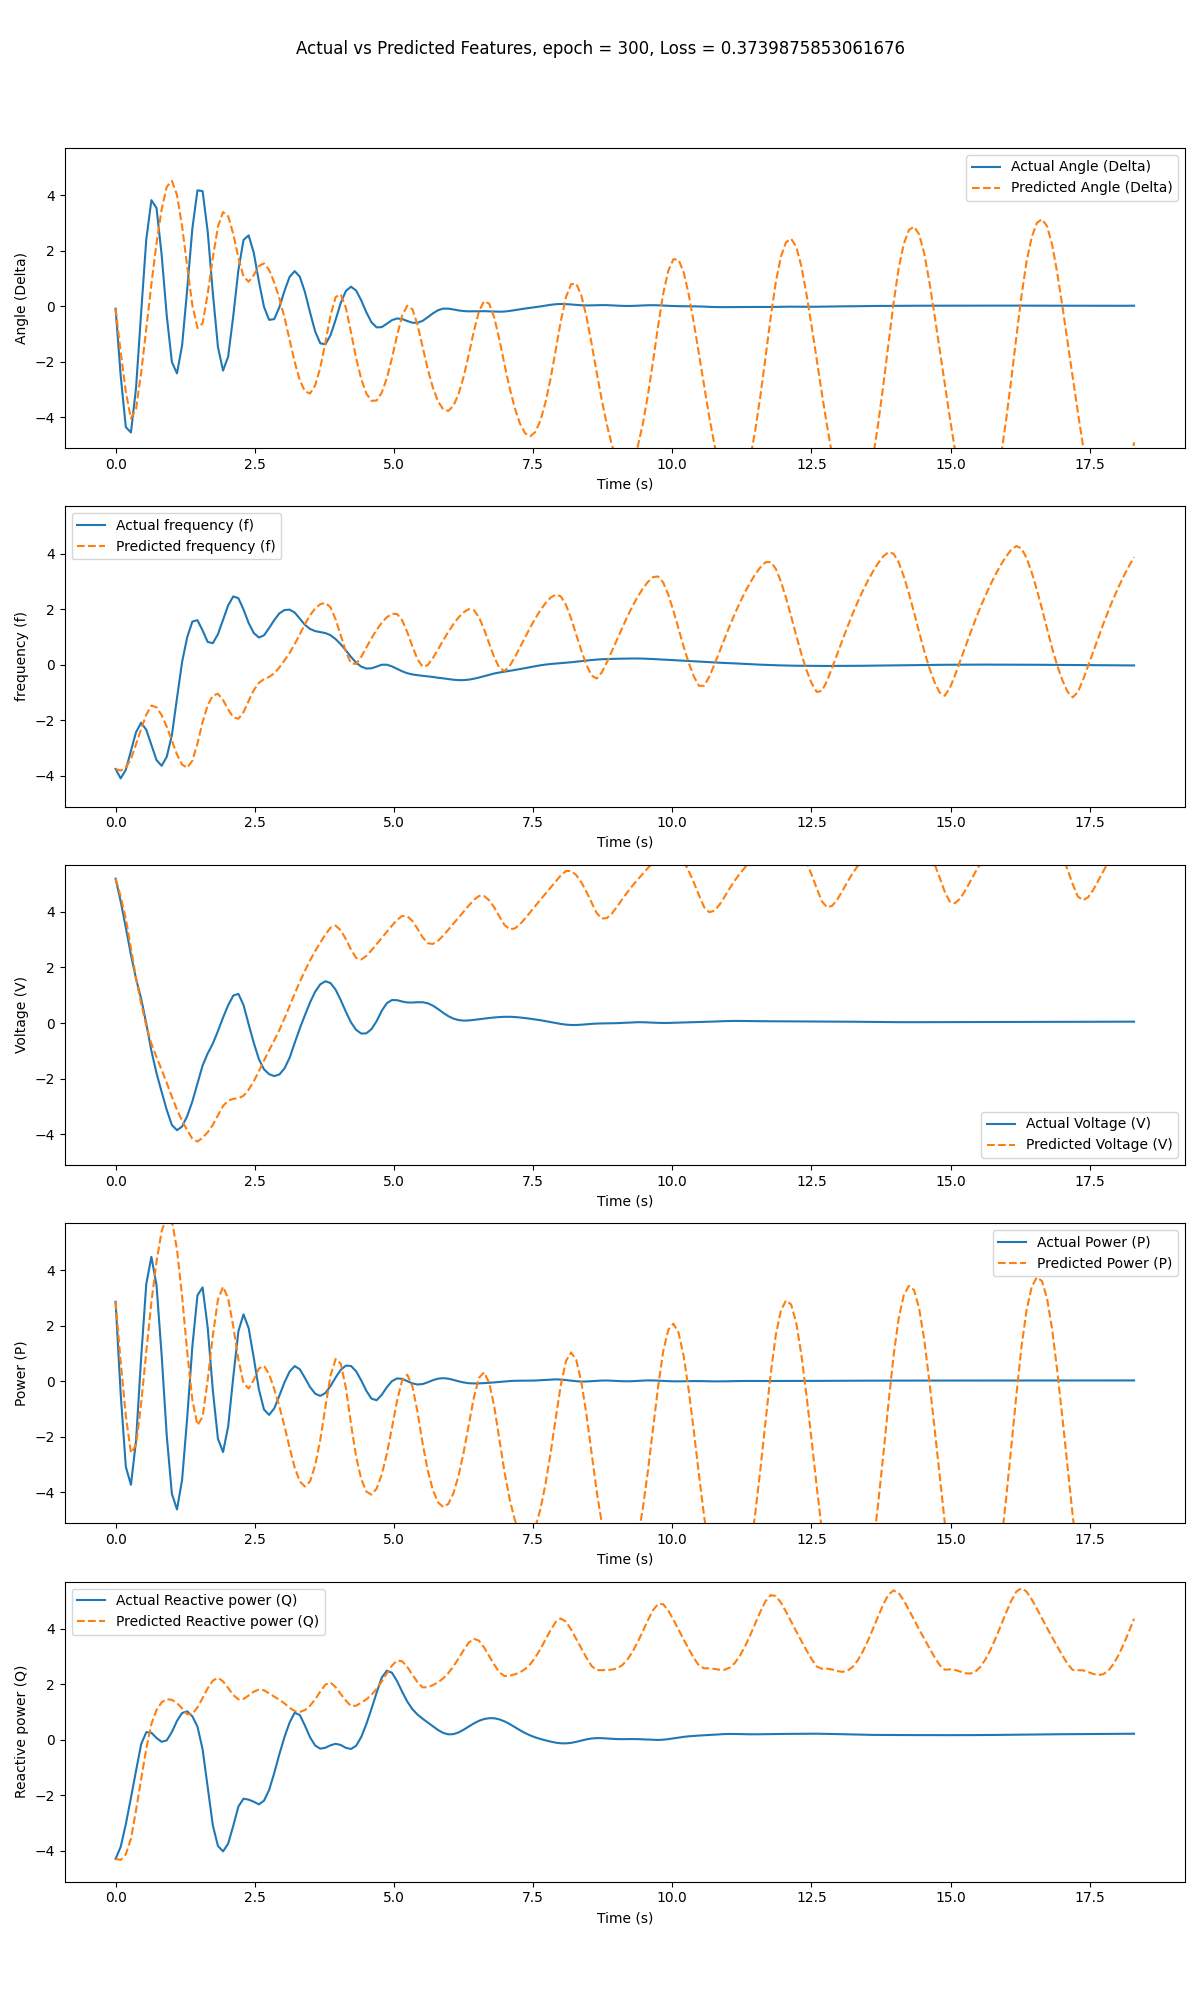 Actual vs Predicted Features, epoch = 300, Loss = 0.3739875853061676
Actual Angle (Delta)
Predicted Angle (Delta)
Angle (Delta)
4
2
0
−2
−4
0.0 2.5 5.0 7.5 10.0 12.5 15.0 17.5
Time (s)
Actual frequency (f)
Predicted frequency (f)
frequency (f)
4
2
0
−2
−4
0.0 2.5 5.0 7.5 10.0 12.5 15.0 17.5
Time (s)
Voltage (V)
4
2
0
−2
−4
Actual Voltage (V)
Predicted Voltage (V)
0.0 2.5 5.0 7.5 10.0 12.5 15.0 17.5
Time (s)
Actual Power (P)
Predicted Power (P)
Power (P)
4
2
0
−2
−4
0.0 2.5 5.0 7.5 10.0 12.5 15.0 17.5
Time (s)
Actual Reactive power (Q)
Predicted Reactive power (Q)
Reactive power (Q)
4
2
0
−2
−4
0.0 2.5 5.0 7.5 10.0 12.5 15.0 17.5
Time (s)